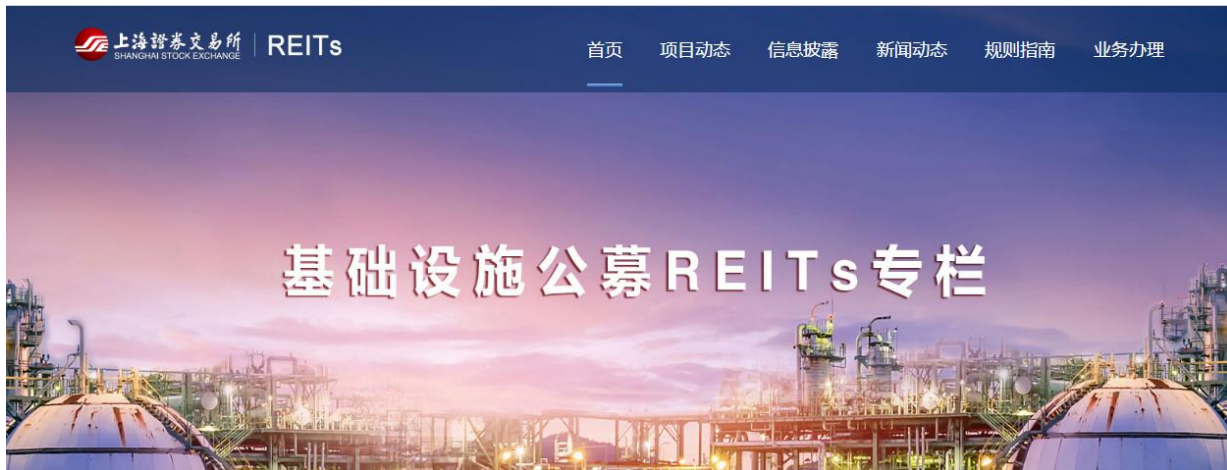 上海證券交易所 REITs
SHANGHAI STOCK EXCHANGE
首页 项目动态 信息披露 新闻动态 规则指南 业务办理
基础设施公募REITs专栏